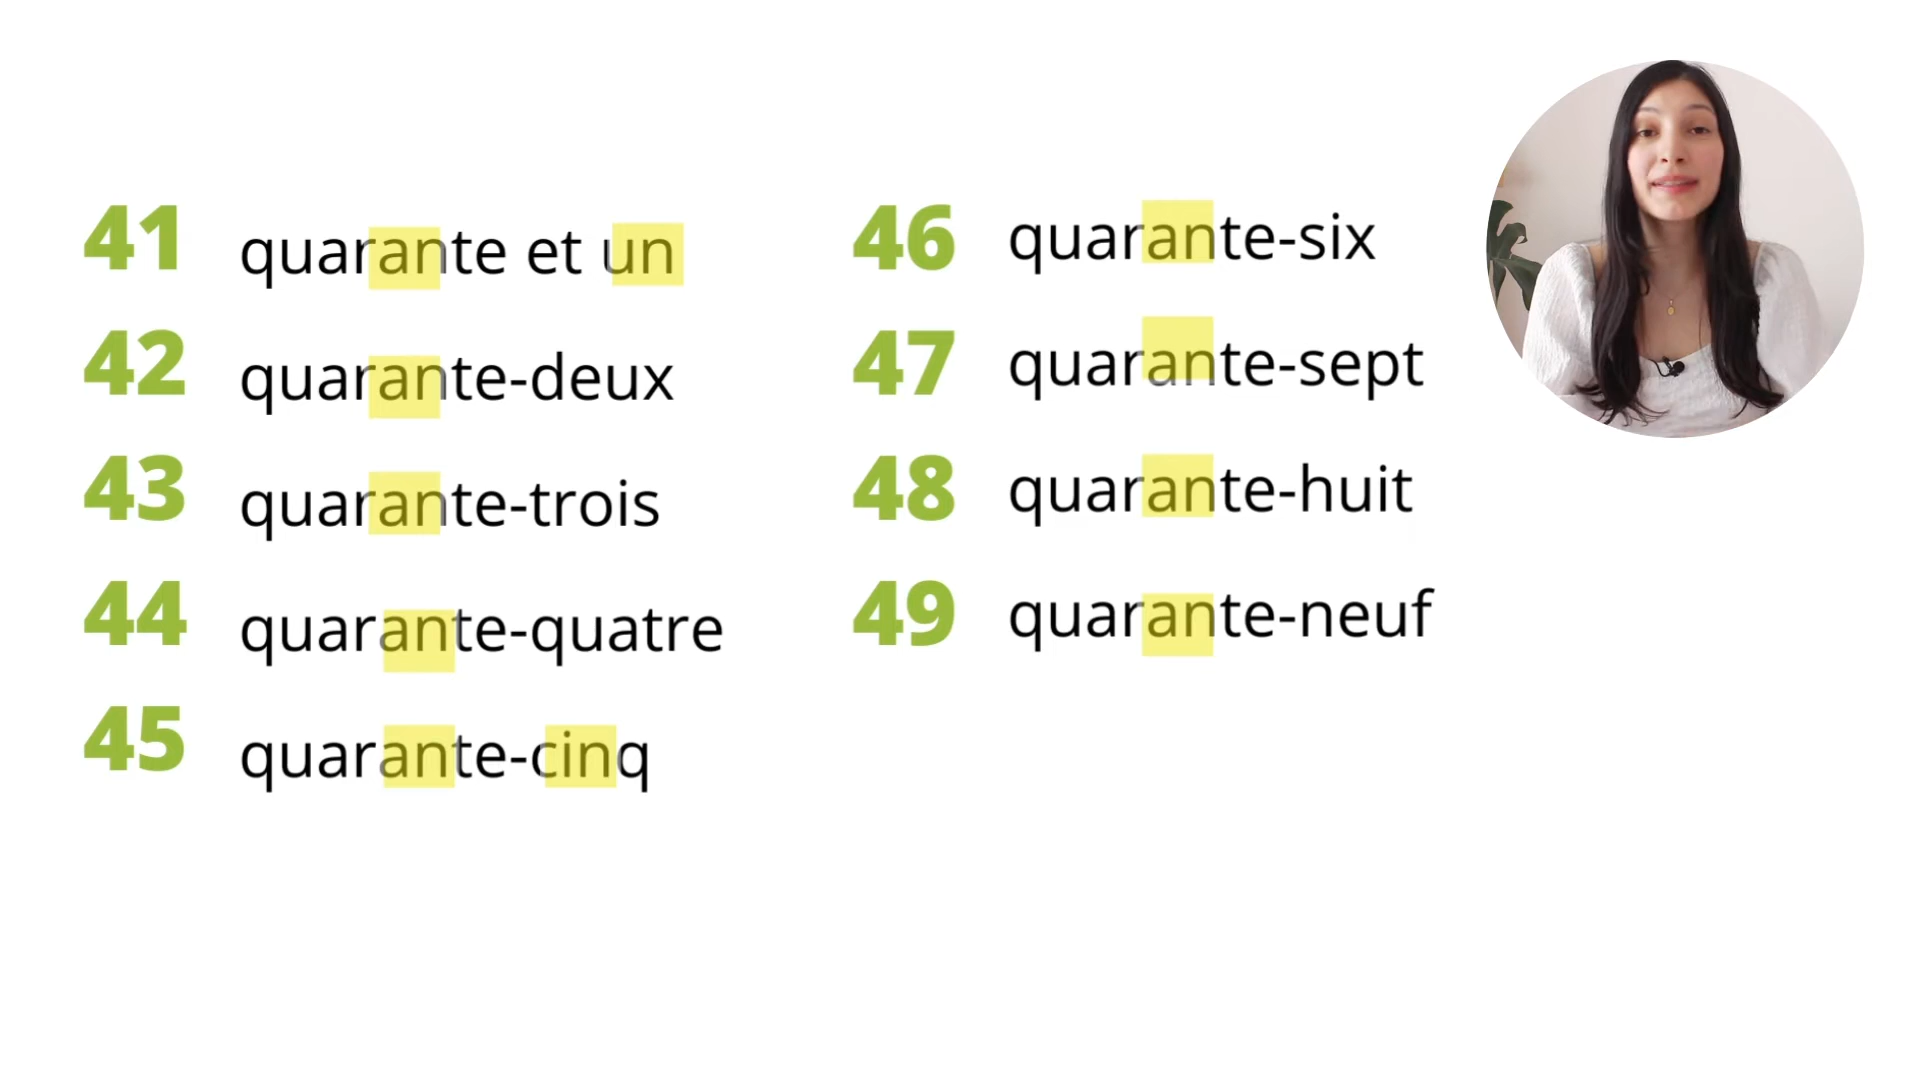 41 quarante et un
42 quarante-deux
43 quarante-trois
44 quarante-quatre
45 quarante-cinq
46 quarante-six
47 quarante-sept
48 quarante-huit
49 quarante-neuf